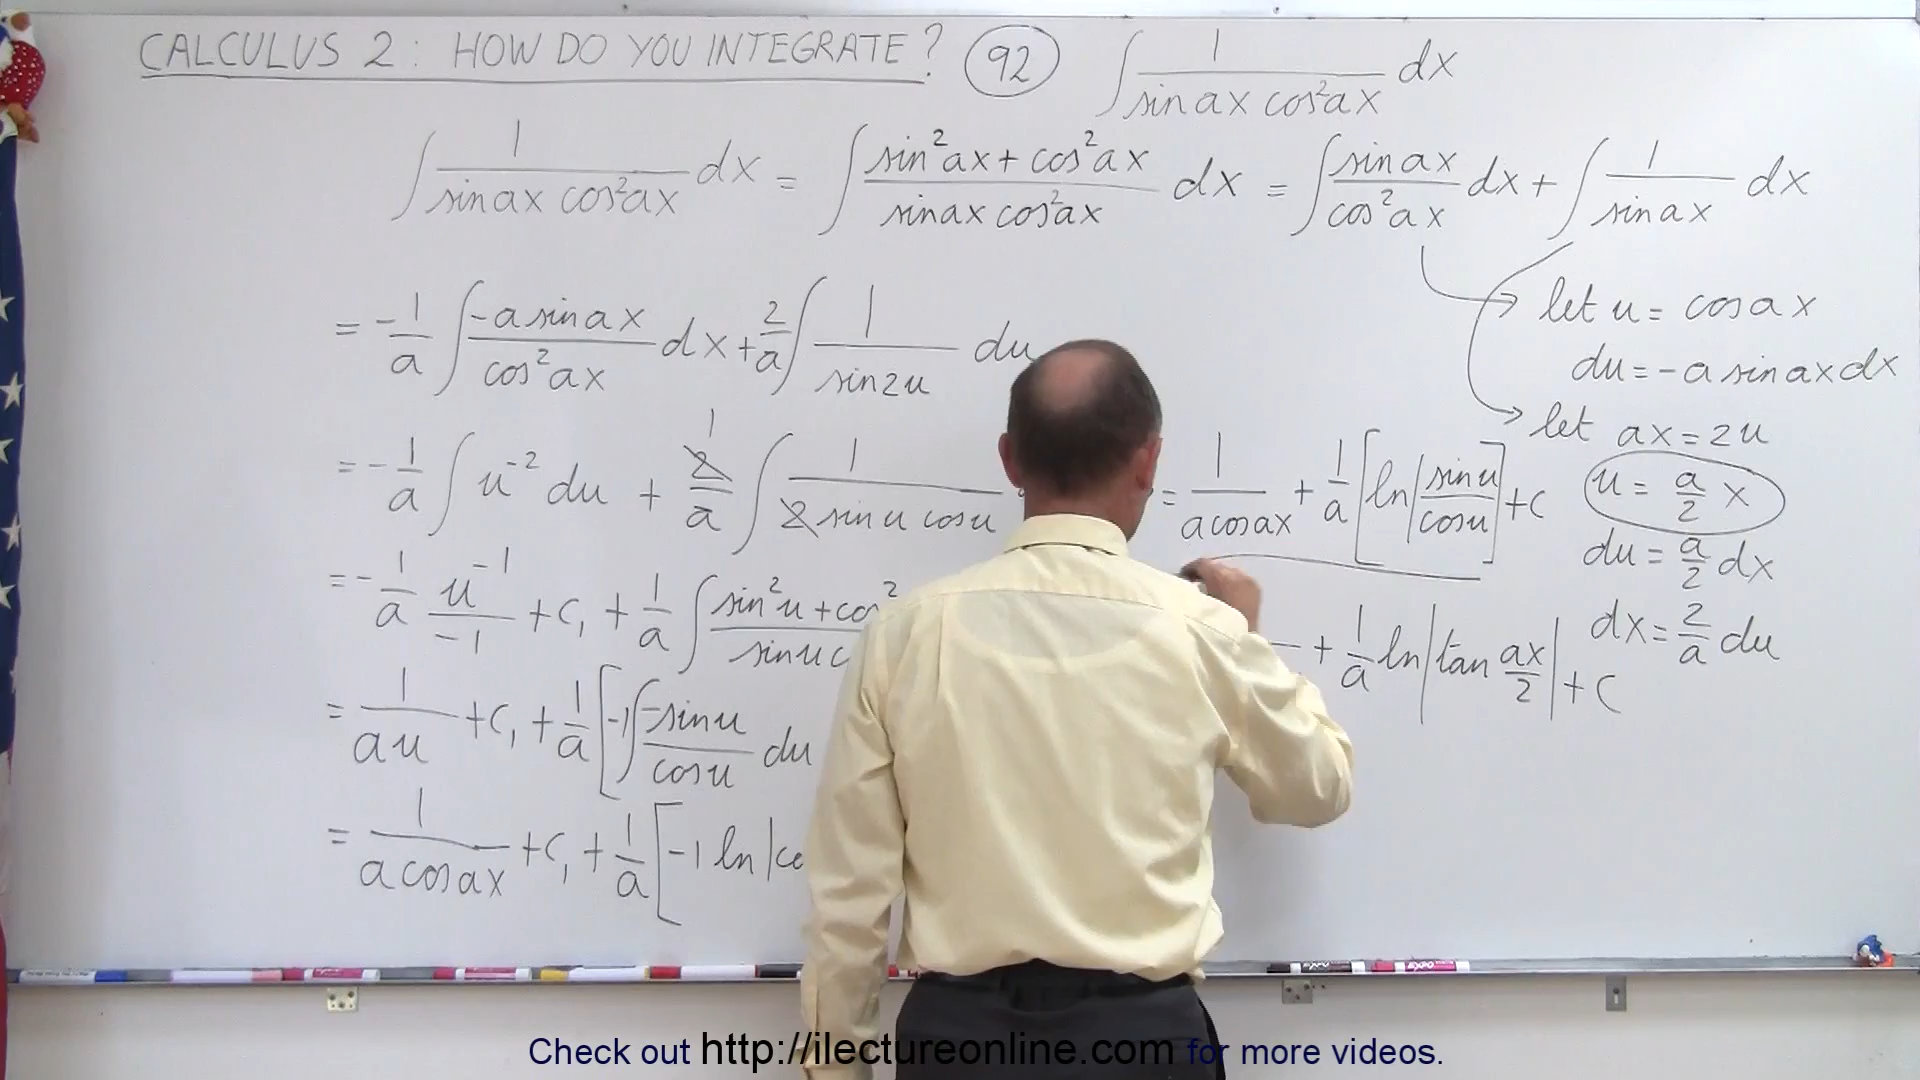 CALCULUS 2: HOW DO YOU INTEGRATE? 92 ∫ 1/(sin ax cos²ax) dx
∫ 1/(sin ax cos²ax) dx = ∫ (sin²ax + cos²ax)/(sin ax cos²ax) dx = ∫ sin ax/cos²ax dx + ∫ 1/sin ax dx
let u = cos ax
= -1/a ∫ -a sin ax/cos²ax dx + 2/a ∫ 1/sin 2u du
du = -a sin ax dx
let ax = 2u
= -1/a ∫ u⁻² du + 2/a ∫ 1/(2 sin u cos u)
1
= 1/(a cos ax) + 1/a [ln|sin u/cos u] + C
u = a/2 x
du = a/2 dx
= -1/a u⁻¹/-1 + C₁ + 1/a ∫ (sin²u + cos²
sin u c
+ 1/a ln|tan ax/2| + C
dx = 2/a du
= 1/(au) + C₁ + 1/a [-1 ∫ -sin u/cos u du
= 1/(a cos ax) + C₁ + 1/a [-1 ln|co
Check out http://ilectureonline.com for more videos.